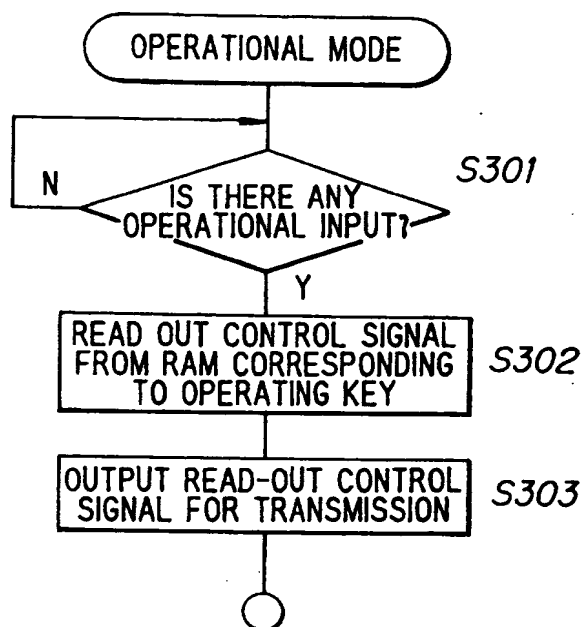 OPERATIONAL MODE
S301
N
IS THERE ANY
OPERATIONAL INPUT?
Y
READ OUT CONTROL SIGNAL
FROM RAM CORRESPONDING
TO OPERATING KEY
S302
OUTPUT READ-OUT CONTROL
SIGNAL FOR TRANSMISSION
S303